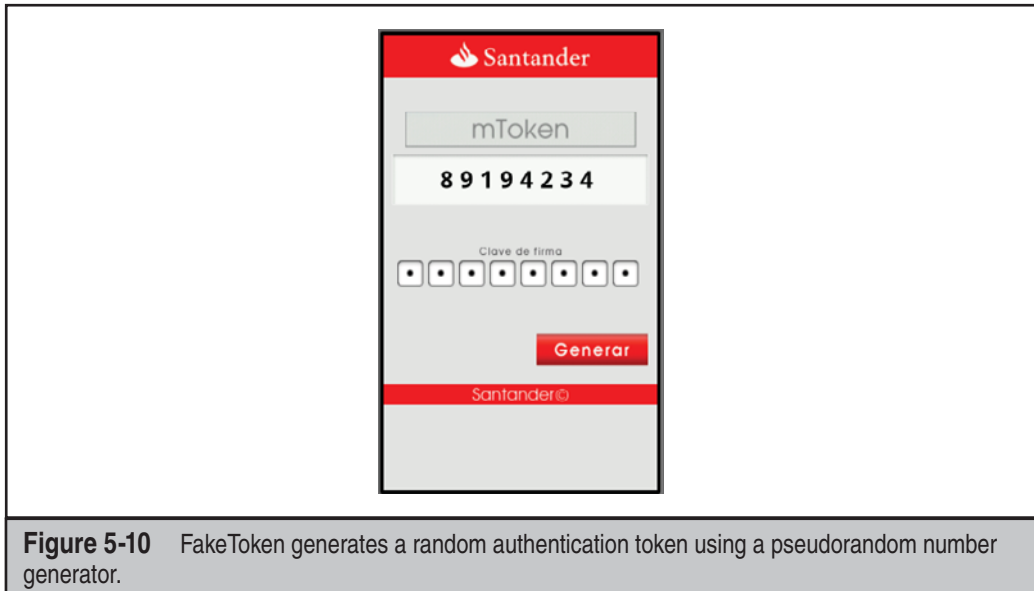 Santander
mToken
89194234
Clave de firma
Generar
Santander©
Figure 5-10 FakeToken generates a random authentication token using a pseudorandom number
generator.